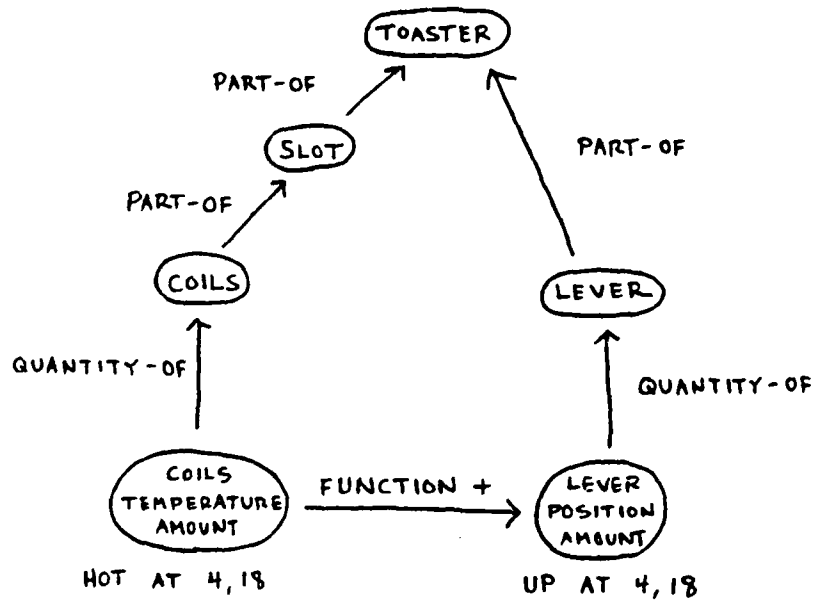 TOASTER
PART-OF
SLOT
PART-OF
PART-OF
COILS
LEVER
QUANTITY-OF
QUANTITY-OF
COILS
TEMPERATURE
AMOUNT
FUNCTION +
LEVER
POSITION
AMOUNT
HOT AT 4,18
UP AT 4,18